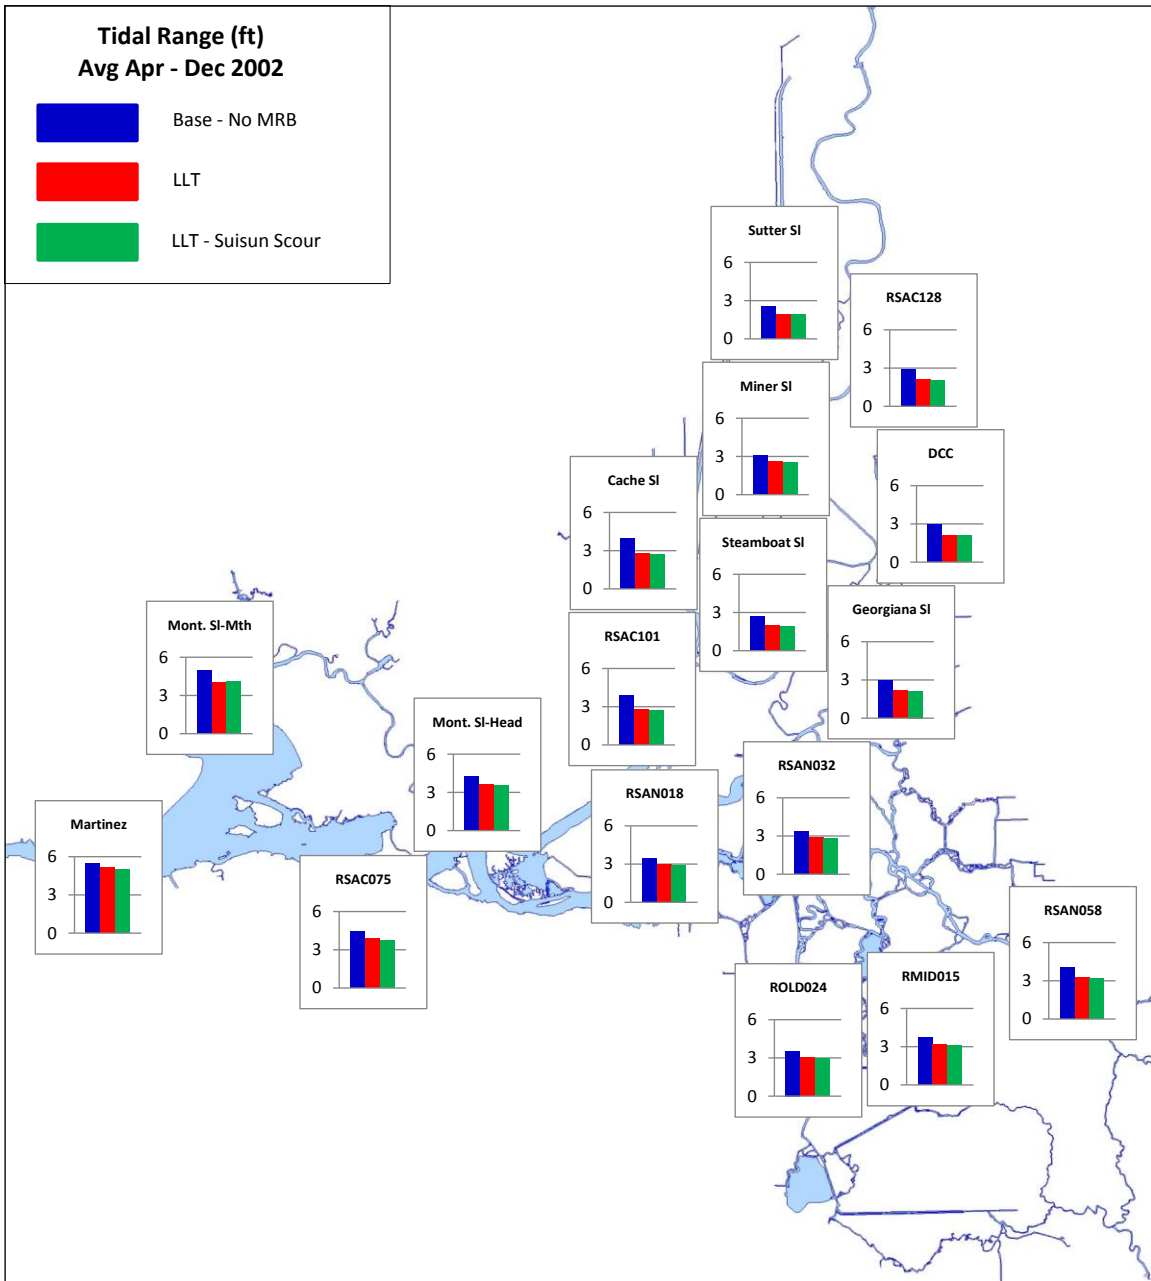 Tidal Range (ft)
Avg Apr - Dec 2002
Base - No MRB
LLT
LLT - Suisun Scour
Sutter Sl
6
3
0
RSAC128
6
3
0
Miner Sl
6
3
0
DCC
6
3
0
Cache Sl
6
3
0
Steamboat Sl
6
3
0
Georgiana Sl
6
3
0
Mont. Sl-Mth
6
3
0
RSAC101
6
3
0
Mont. Sl-Head
6
3
0
RSAN032
6
3
0
RSAN018
6
3
0
Martinez
6
3
0
RSAC075
6
3
0
RSAN058
6
3
0
RMID015
6
3
0
ROLD024
6
3
0